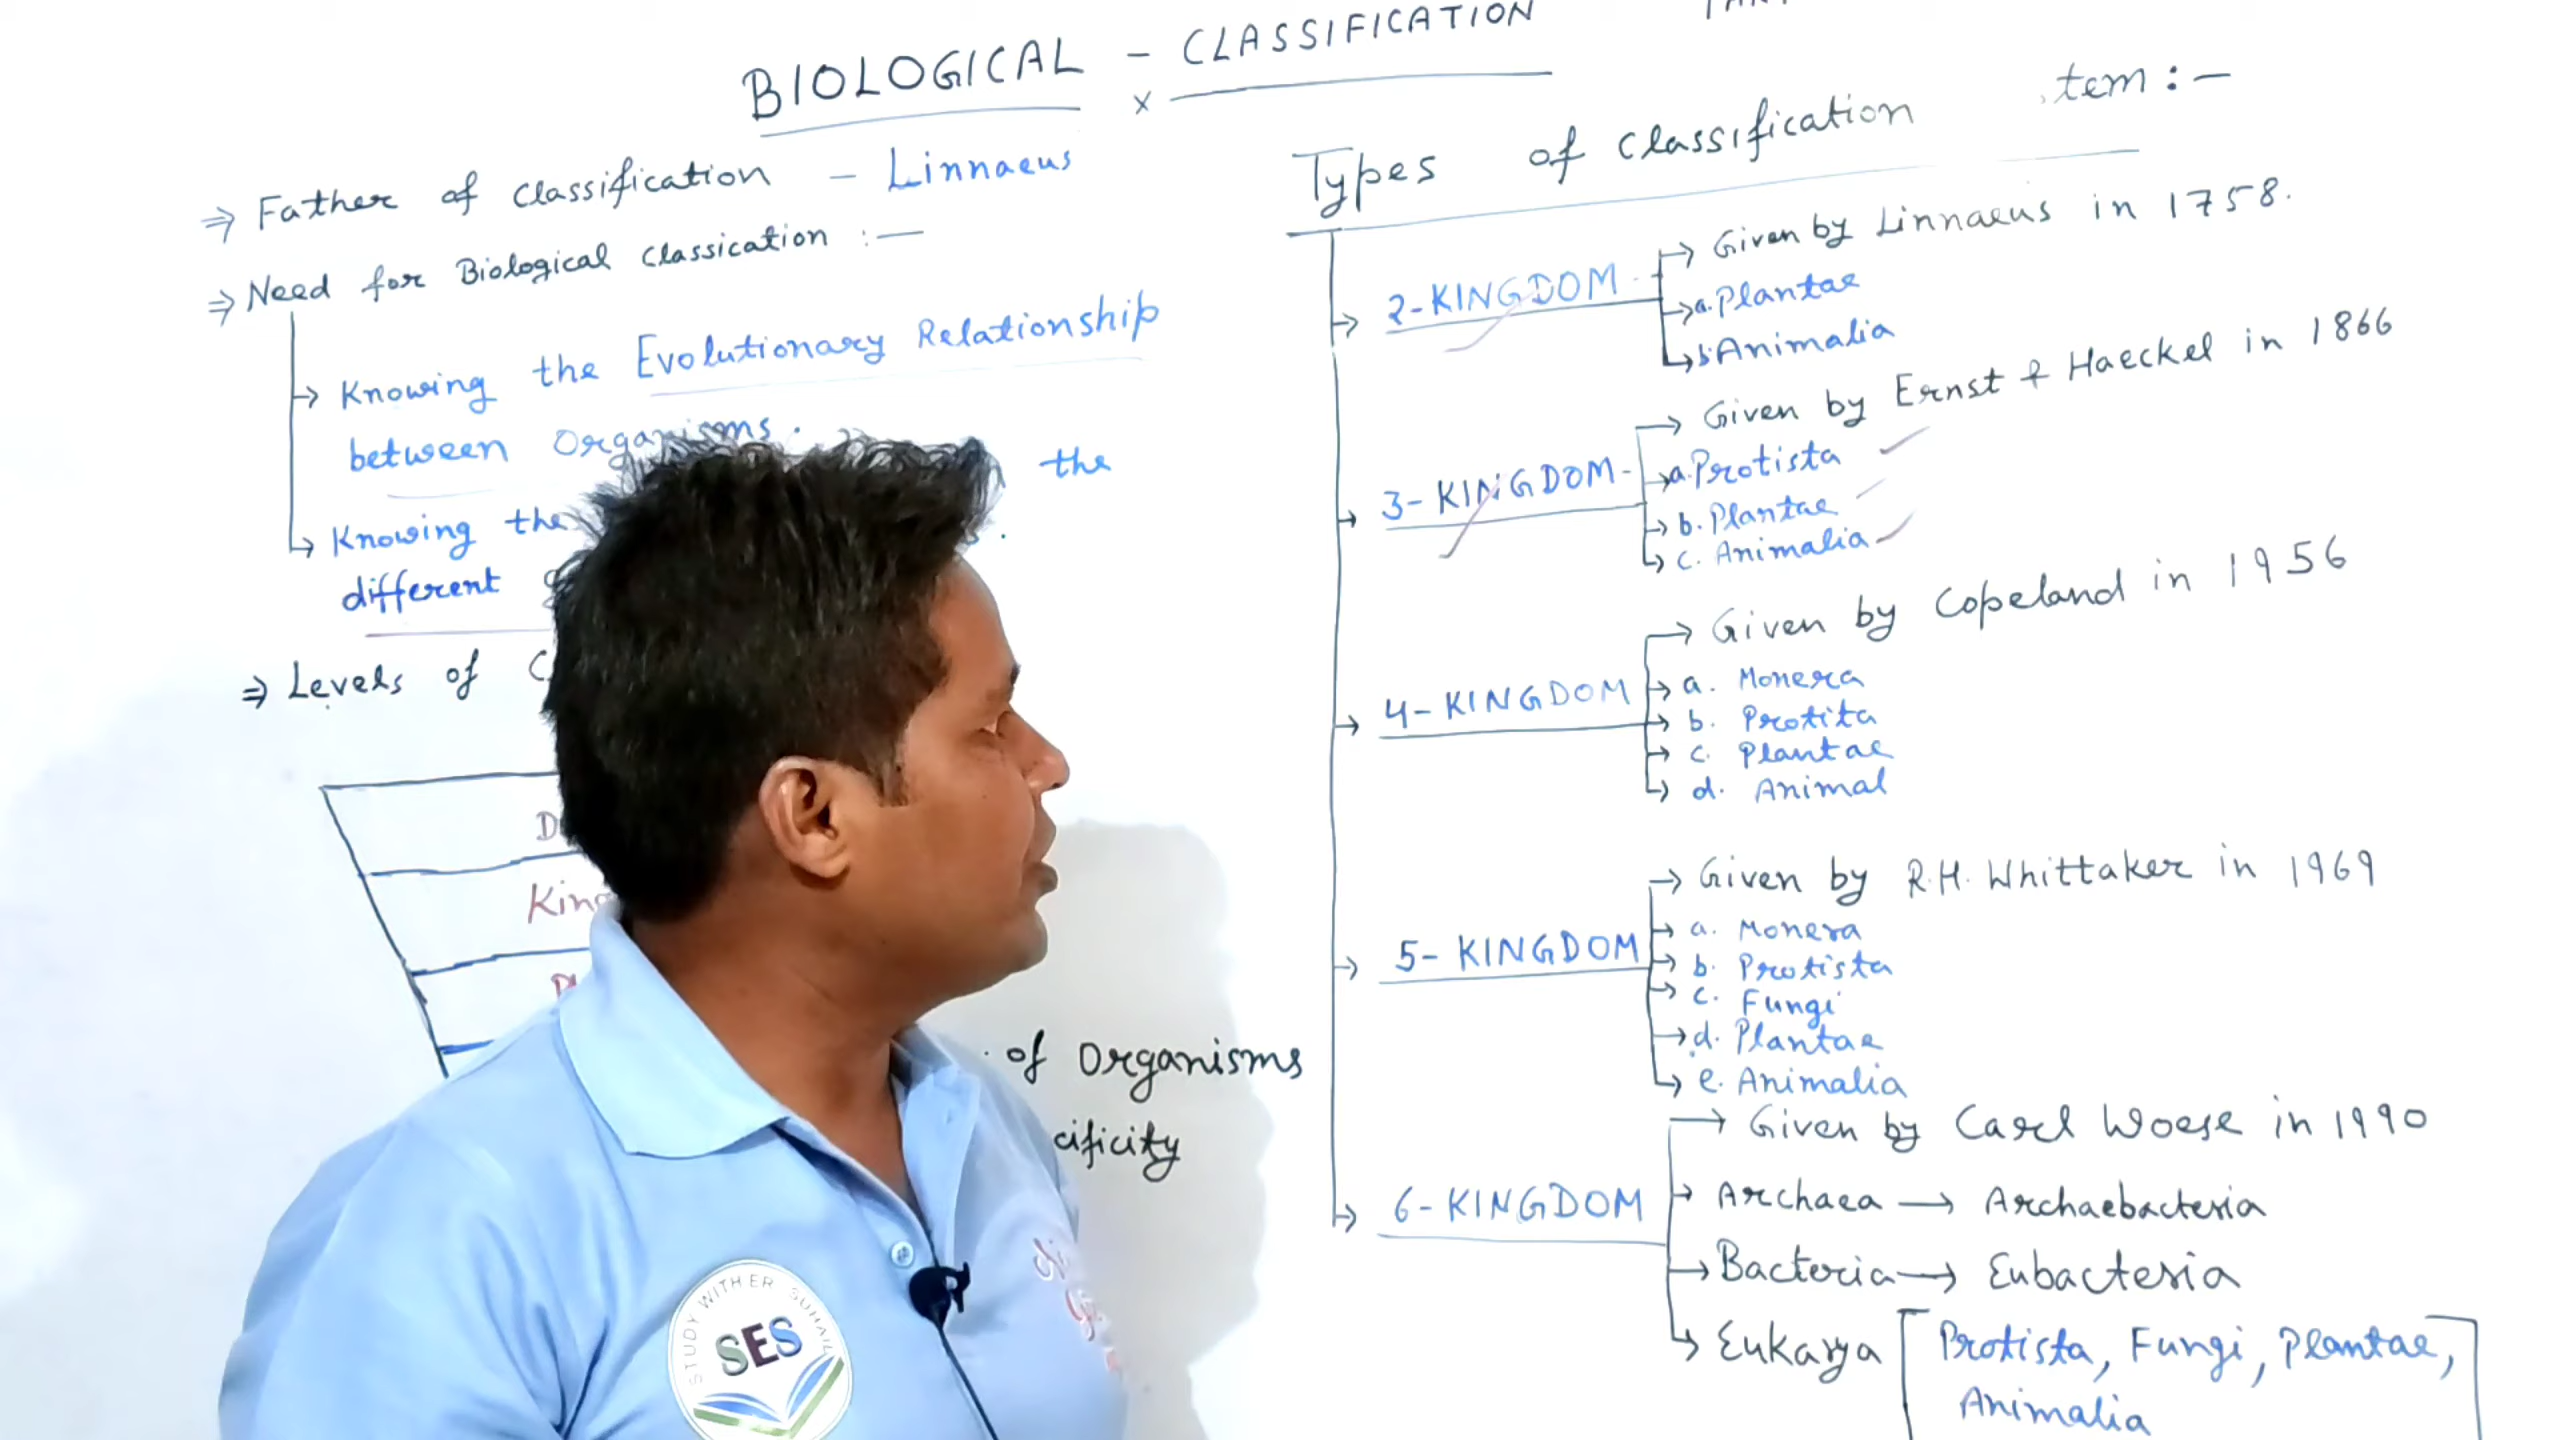 BIOLOGICAL - CLASSIFICATION
⇒ Father of classification - Linnaeus
⇒ Need for Biological classication :—
→ Knowing the Evolutionary Relationship
between organisms.
→ Knowing the the
different
⇒ Levels of
of organisms
Types of classification tem :—
→ 2-KINGDOM
→ Given by Linnaeus in 1758.
→ a. Plantae
→ b. Animalia
→ 3-KINGDOM-
→ Given by Ernst & Haeckel in 1866
→ a. Protista
→ b. Plantae
→ c. Animalia
→ 4-KINGDOM
→ Given by Copeland in 1956
→ a. Monera
→ b. Protita
→ c. Plantae
→ d. Animal
→ 5- KINGDOM
→ Given by R.H. Whittaker in 1969
→ a. Monera
→ b. Protista
→ c. Fungi
→ d. Plantae
→ e. Animalia
→ 6-KINGDOM
→ Given by Carl Woese in 1990
→ Archaea → Archaebacteria
→ Bacteria → Eubacteria
→ Eukarya [Protista, Fungi, Plantae,
Animalia]
STUDY WITH ER SUHAIL
SES